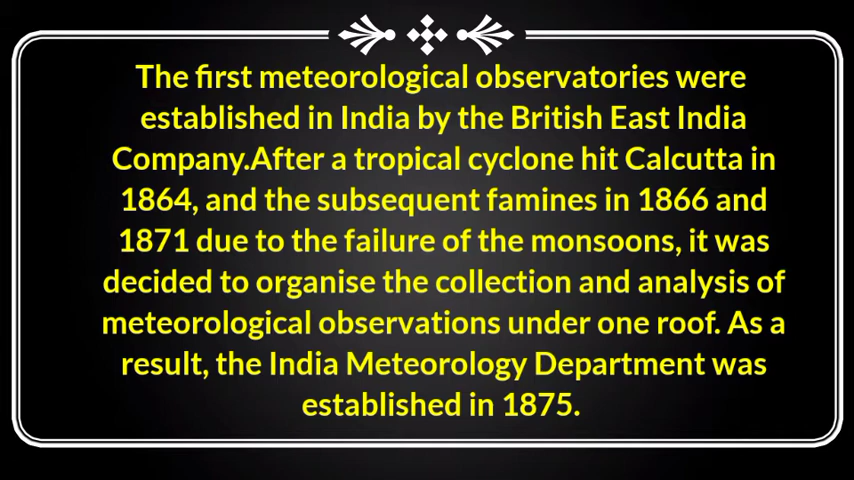 The first meteorological observatories were
established in India by the British East India
Company.After a tropical cyclone hit Calcutta in
1864, and the subsequent famines in 1866 and
1871 due to the failure of the monsoons, it was
decided to organise the collection and analysis of
meteorological observations under one roof. As a
result, the India Meteorology Department was
established in 1875.